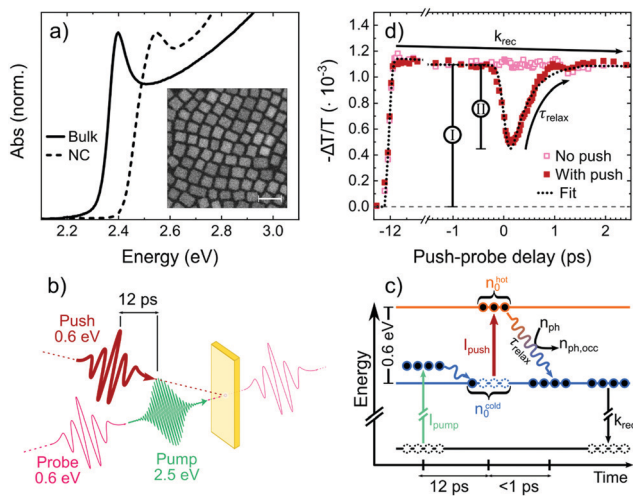 a)
Abs (norm.)
Bulk
NC
2.2 2.4 2.6 2.8 3.0
Energy (eV)
d)
k_rec
-ΔT/T (· 10⁻³)
1.4
1.2
1.0
0.8
0.6
0.4
0.2
0.0
I
II
τ_relax
No push
With push
Fit
-12 -1 0 1 2
Push-probe delay (ps)
b)
12 ps
Push
0.6 eV
Probe
0.6 eV
Pump
2.5 eV
c)
Energy
0.6 eV
n₀^hot
I_push
τ_relax
n_ph
n_ph,occ
n₀^cold
I_pump
k_rec
12 ps
<1 ps
Time